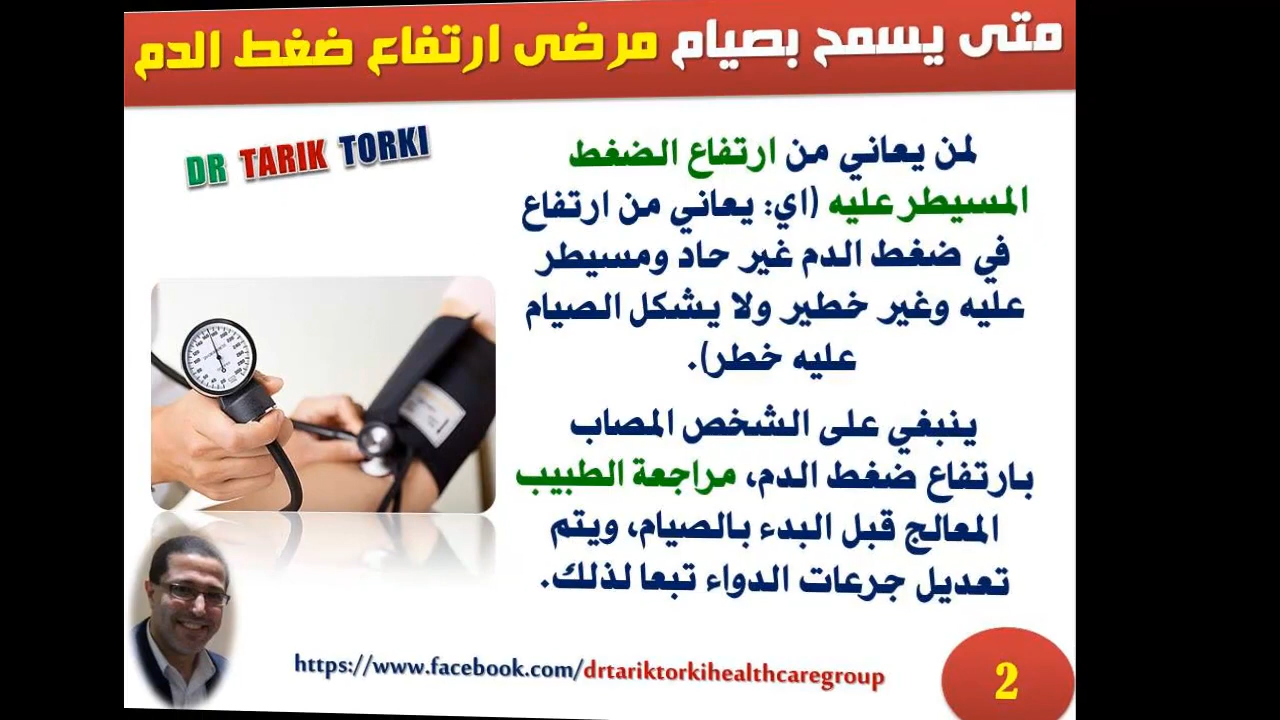 متى يسمح بصيام مرضى ارتفاع ضغط الدم
DR TARIK TORKI
لمن يعاني من ارتفاع الضغط
المسيطر عليه (اي: يعاني من ارتفاع
في ضغط الدم غير حاد ومسيطر
عليه وغير خطير ولا يشكل الصيام
عليه خطر).
ينبغي على الشخص المصاب
بارتفاع ضغط الدم، مراجعة الطبيب
المعالج قبل البدء بالصيام، ويتم
تعديل جرعات الدواء تبعا لذلك.
https://www.facebook.com/drtariktorkihealthcaregroup
2